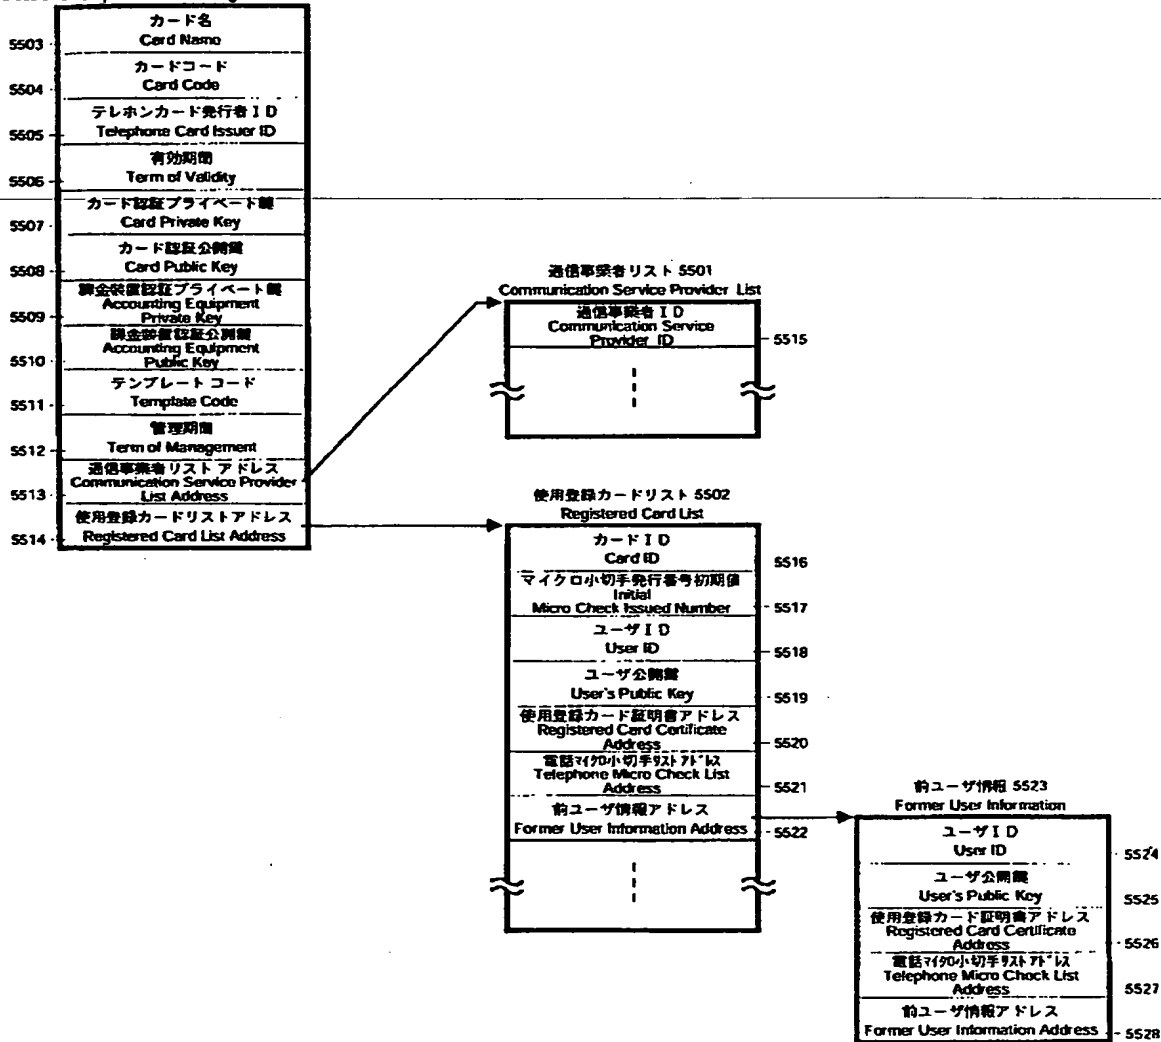 カード名
Card Name
5503
カードコード
Card Code
5504
テレホンカード発行者ID
Telephone Card Issuer ID
5505
有効期間
Term of Validity
5506
カード認証プライベート鍵
Card Private Key
5507
カード認証公開鍵
Card Public Key
5508
課金装置認証プライベート鍵
Accounting Equipment
Private Key
5509
課金装置認証公開鍵
Accounting Equipment
Public Key
5510
テンプレートコード
Template Code
5511
管理期間
Term of Management
5512
通信事業者リスト アドレス
Communication Service Provider
List Address
5513
使用登録カードリストアドレス
Registered Card List Address
5514
通信事業者リスト 5501
Communication Service Provider List
通信事業者ID
Communication Service
Provider ID
5515
使用登録カードリスト 5502
Registered Card List
カードID
Card ID
5516
マイクロ小切手発行番号初期値
Initial
Micro Check Issued Number
5517
ユーザID
User ID
5518
ユーザ公開鍵
User's Public Key
5519
使用登録カード証明書アドレス
Registered Card Certificate
Address
5520
電話マイクロ小切手リストアドレス
Telephone Micro Check List
Address
5521
前ユーザ情報アドレス
Former User Information Address
5522
前ユーザ情報 5523
Former User Information
ユーザID
User ID
5524
ユーザ公開鍵
User's Public Key
5525
使用登録カード証明書アドレス
Registered Card Certificate
Address
5526
電話マイクロ小切手リストアドレス
Telephone Micro Check List
Address
5527
前ユーザ情報アドレス
Former User Information Address
5528